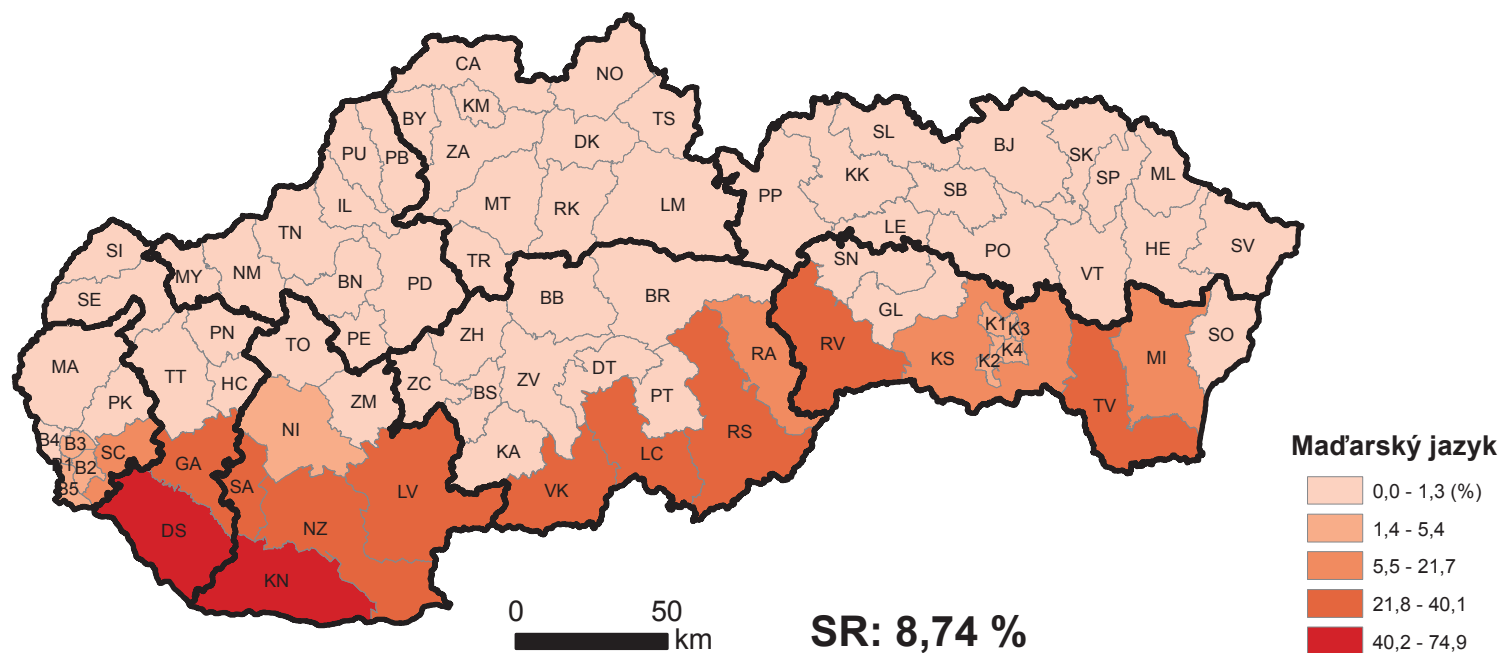 CA
NO
KM
BY
TS
PU
PB
ZA
DK
SL
BJ
SK
SP
ML
KK
SB
PP
IL
MT
RK
LM
LE
TN
PO
HE
SV
SI
MY
NM
TR
SN
VT
BN
PD
SE
BB
BR
GL
PN
PE
ZH
K1
K3
SO
TO
RV
KS
K4
K2
MI
MA
TT
HC
ZC
DT
RA
BS
ZV
PT
PK
ZM
TV
NI
RS
B4
B3
SC
GA
KA
LC
B2
B5
SA
LV
VK
DS
NZ
KN
Maďarský jazyk
0,0 - 1,3 (%)
1,4 - 5,4
5,5 - 21,7
21,8 - 40,1
40,2 - 74,9
0
50
km
SR: 8,74 %